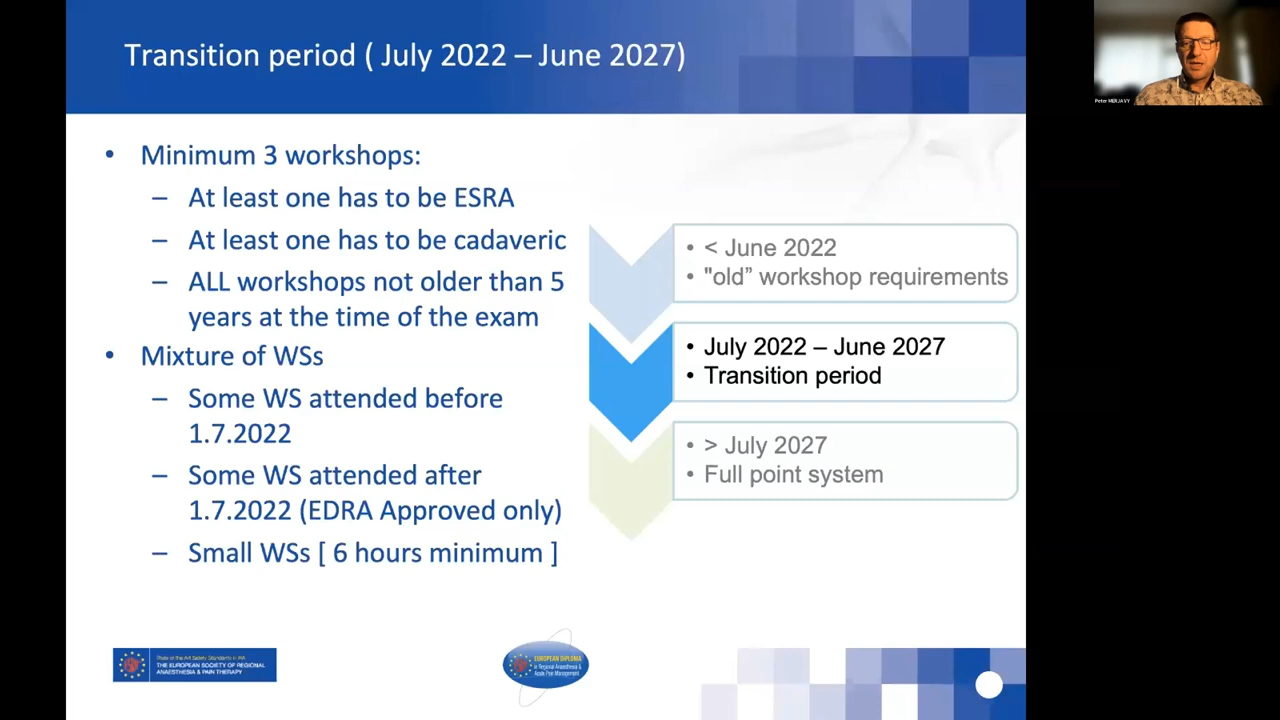 Transition period ( July 2022 – June 2027)
• Minimum 3 workshops:
– At least one has to be ESRA
– At least one has to be cadaveric
– ALL workshops not older than 5
years at the time of the exam
• Mixture of WSs
– Some WS attended before
1.7.2022
– Some WS attended after
1.7.2022 (EDRA Approved only)
– Small WSs [ 6 hours minimum ]
• < June 2022
• "old” workshop requirements
• July 2022 – June 2027
• Transition period
• > July 2027
• Full point system
THE EUROPEAN SOCIETY OF REGIONAL
ANAESTHESIA & PAIN THERAPY
EUROPEAN DIPLOMA
in Regional Anaesthesia &
Acute Pain Management
Peter MERJAVY